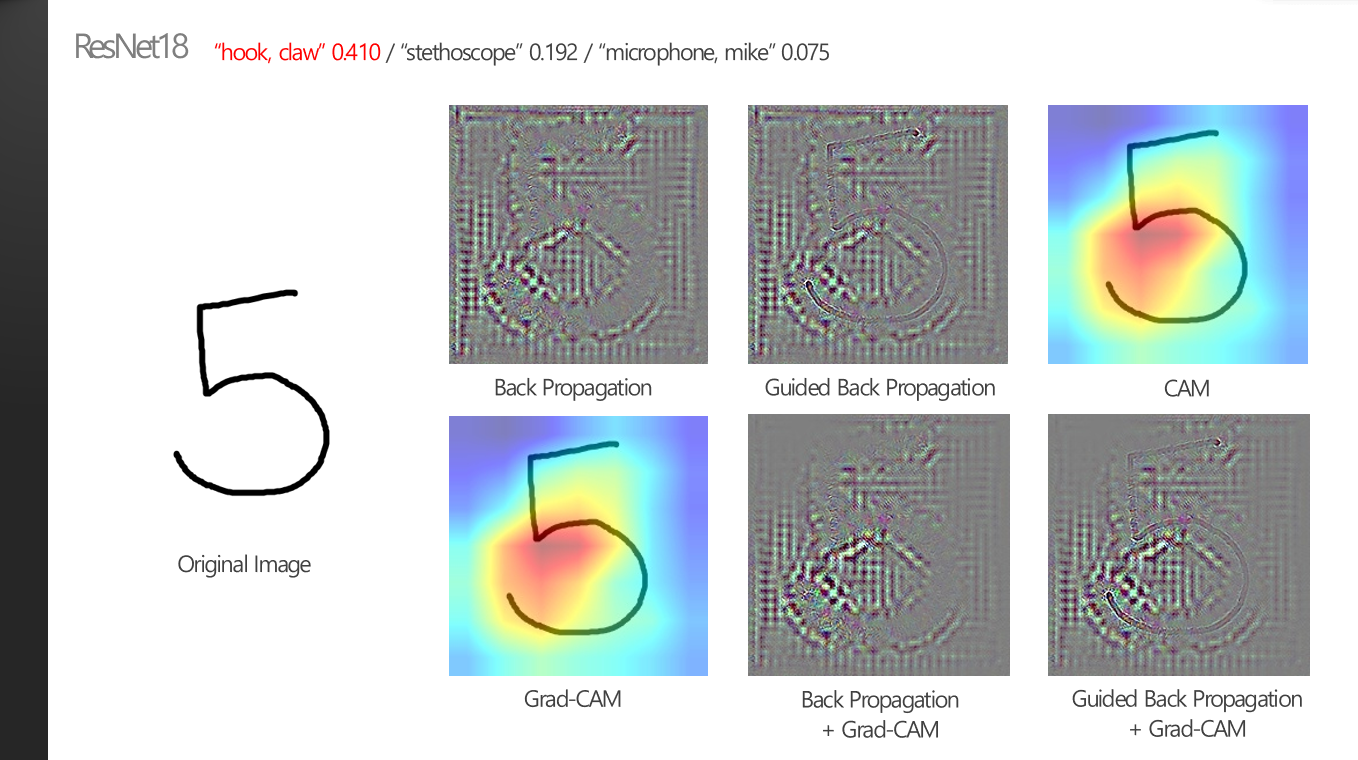 ResNet18 "hook, claw" 0.410 / "stethoscope" 0.192 / "microphone, mike" 0.075
5
Original Image
Back Propagation
Guided Back Propagation
CAM
Grad-CAM
Back Propagation
+ Grad-CAM
Guided Back Propagation
+ Grad-CAM